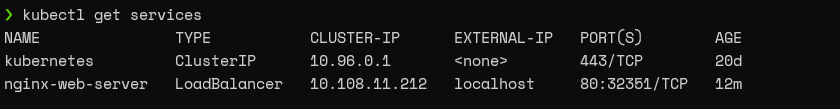 ❯ kubectl get services
NAME               TYPE           CLUSTER-IP       EXTERNAL-IP   PORT(S)        AGE
kubernetes         ClusterIP      10.96.0.1        <none>        443/TCP        20d
nginx-web-server   LoadBalancer   10.108.11.212    localhost     80:32351/TCP   12m